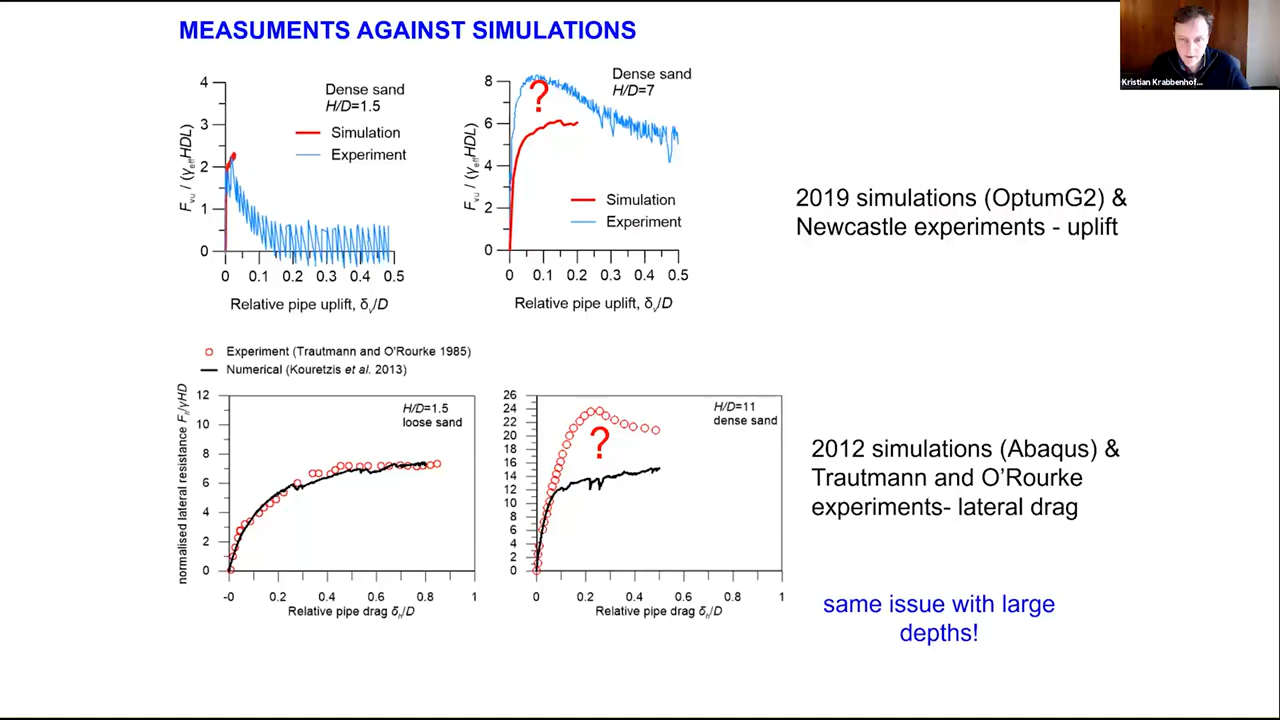 MEASUMENTS AGAINST SIMULATIONS
Kristian Krabbenhof...
Dense sand
H/D=1.5
Simulation
Experiment
F_vu / (γ_eff HDL)
4
3
2
1
0
0 0.1 0.2 0.3 0.4 0.5
Relative pipe uplift, δ_v/D
Dense sand
H/D=7
?
Simulation
Experiment
F_vu / (γ_eff HDL)
8
6
4
2
0
0 0.1 0.2 0.3 0.4 0.5
Relative pipe uplift, δ_v/D
2019 simulations (OptumG2) &
Newcastle experiments - uplift
Experiment (Trautmann and O'Rourke 1985)
Numerical (Kouretzis et al. 2013)
normalised lateral resistance F_h/γHD
12
10
8
6
4
2
0
H/D=1.5
loose sand
-0 0.2 0.4 0.6 0.8 1
Relative pipe drag δ_h/D
26
24
22
20
18
16
14
12
10
8
6
4
2
0
H/D=11
dense sand
?
0 0.2 0.4 0.6 0.8 1
Relative pipe drag δ_h/D
2012 simulations (Abaqus) &
Trautmann and O'Rourke
experiments- lateral drag
same issue with large
depths!